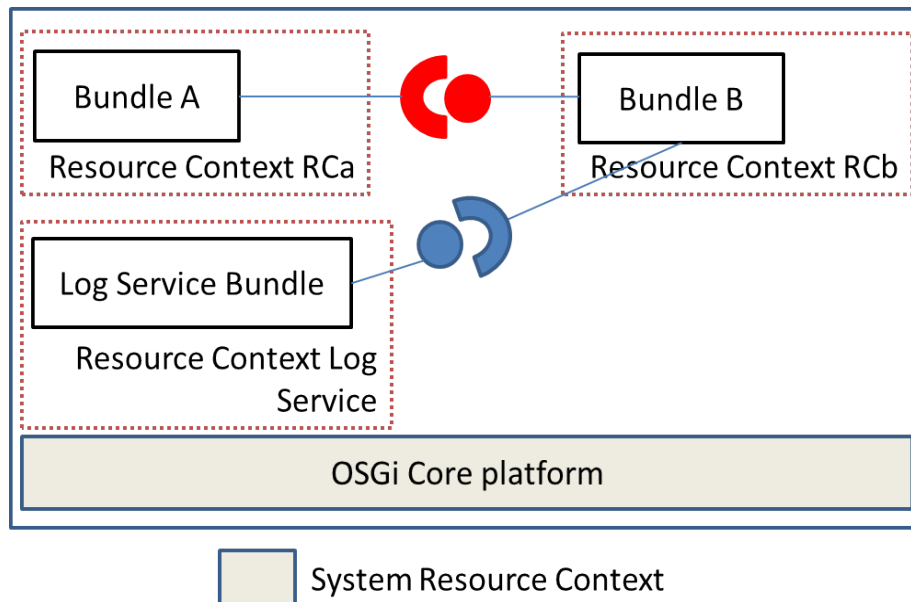 Bundle A
Bundle B
Resource Context RCa
Resource Context RCb
Log Service Bundle
Resource Context Log
Service
OSGi Core platform
System Resource Context